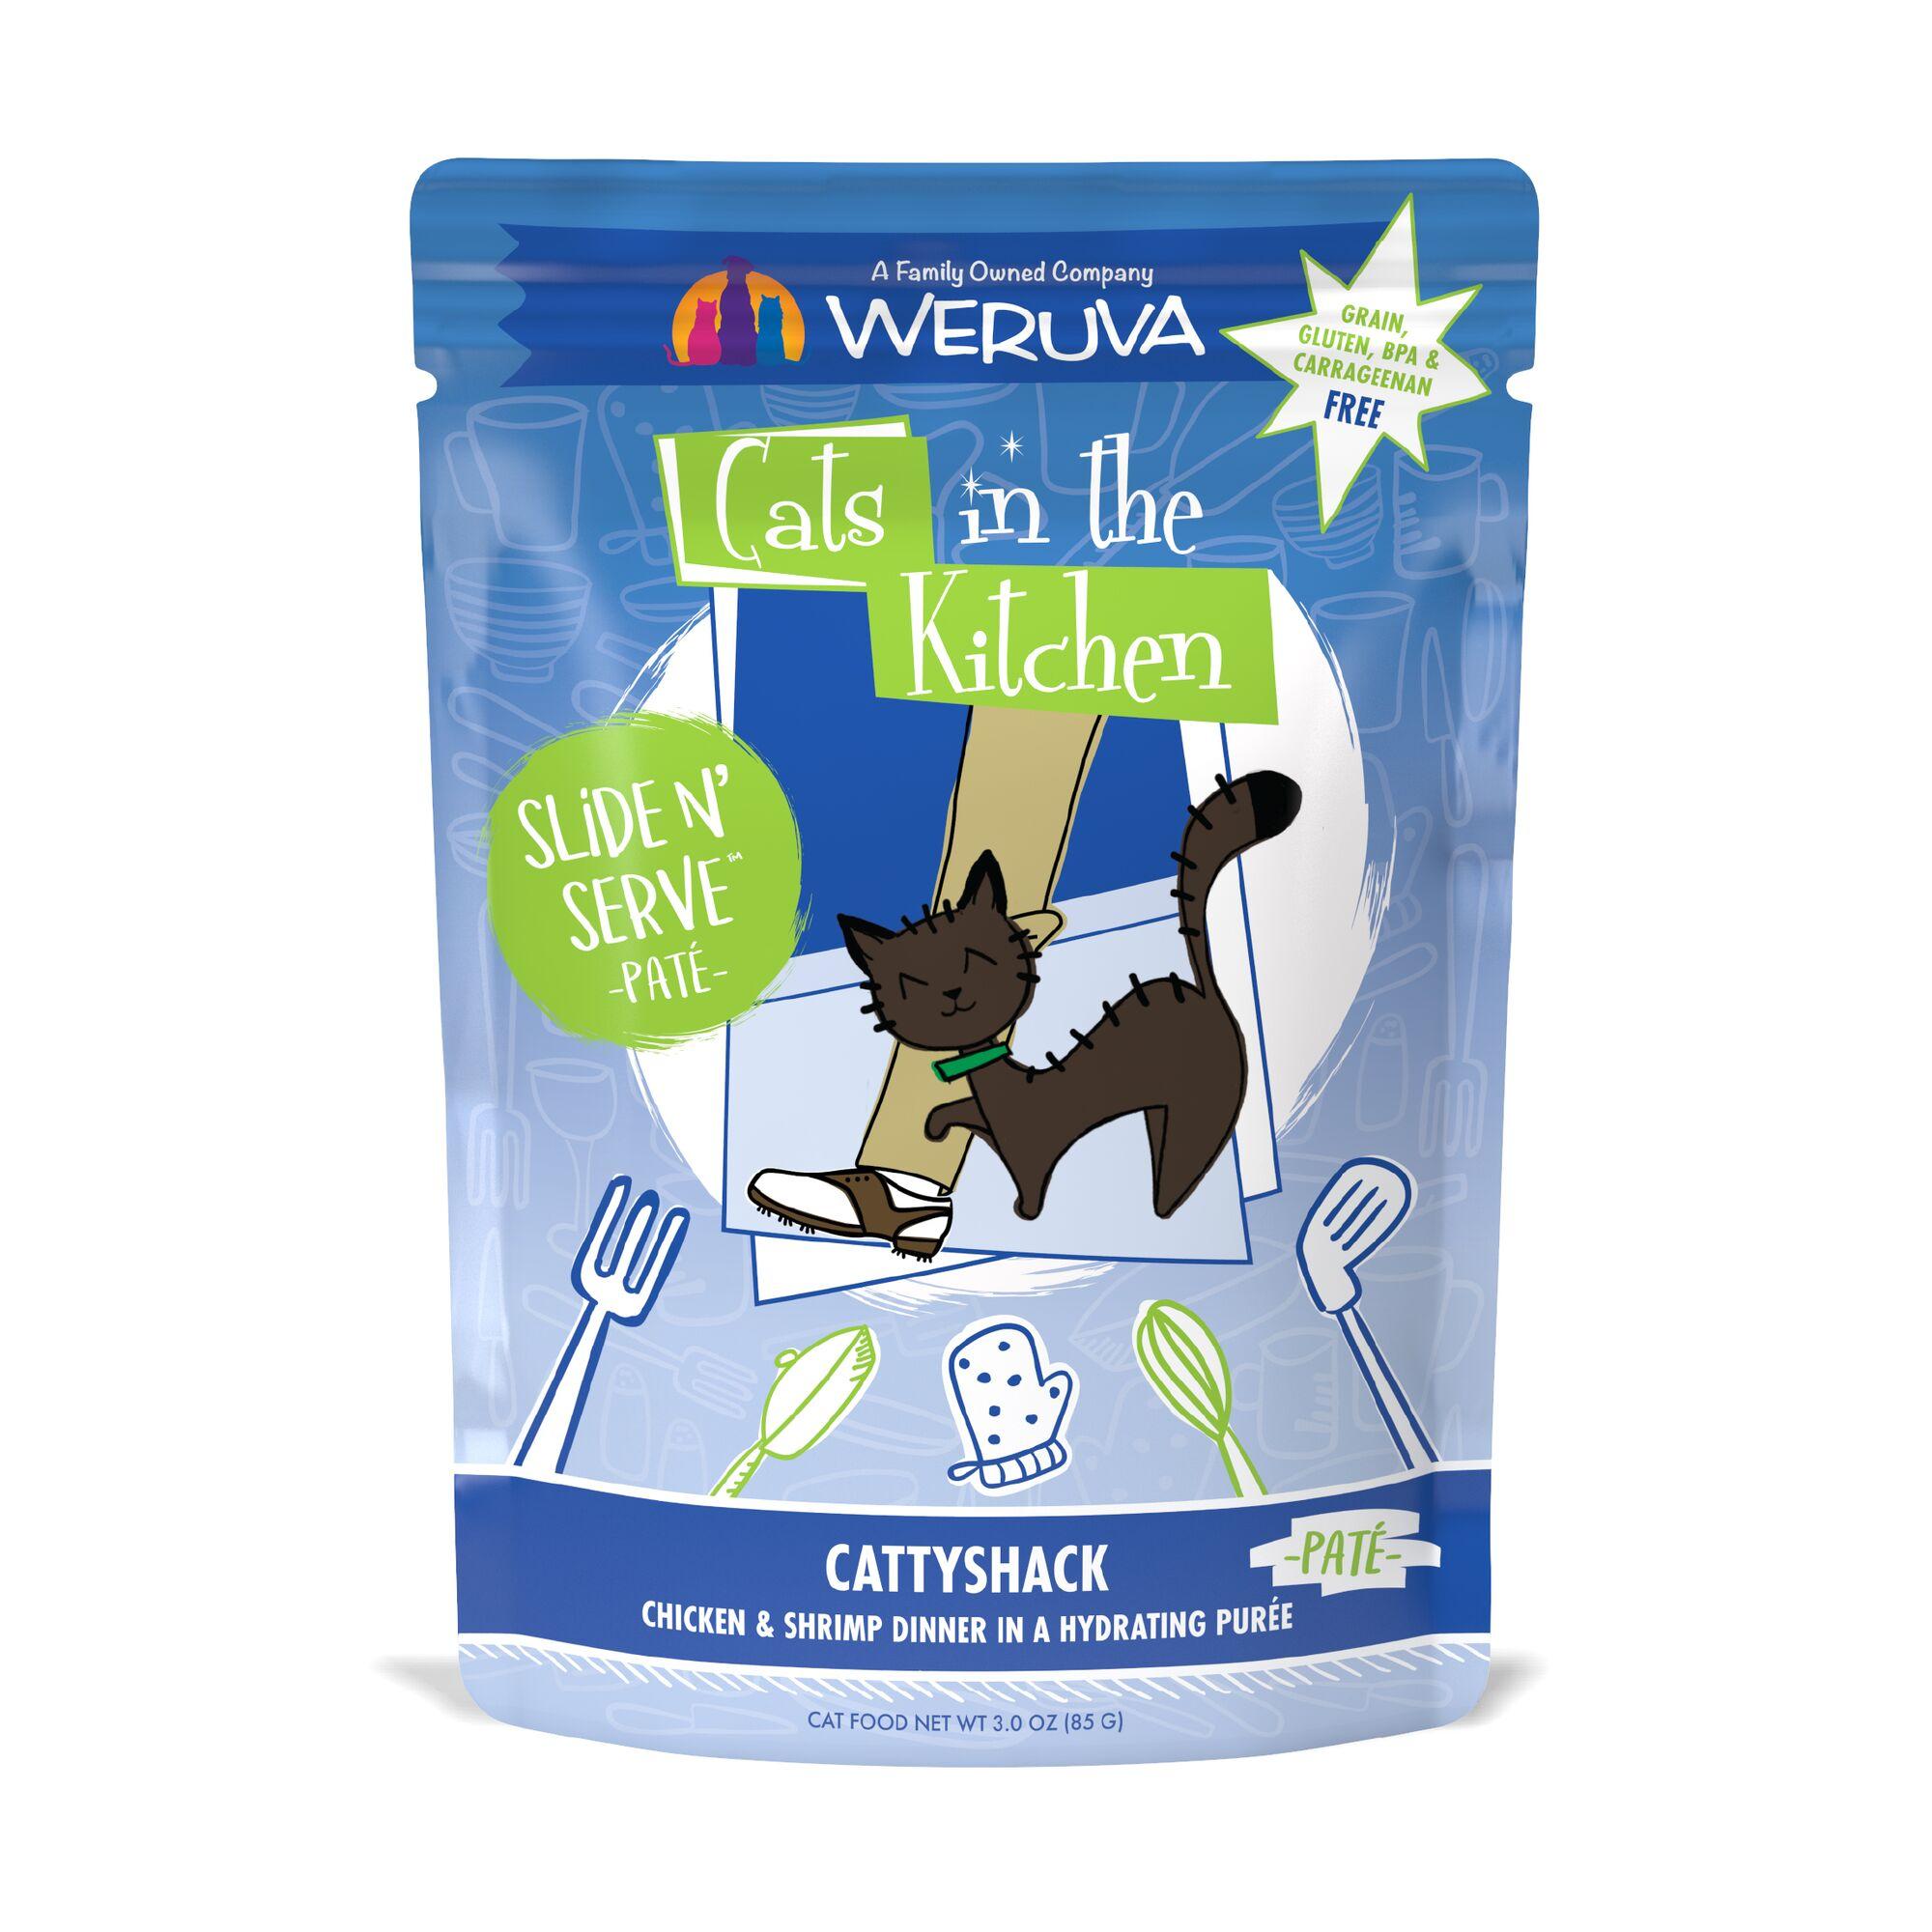 A Family Owned Company
WERUVA
GRAIN,
GLUTEN, BPA &
CARRAGEENAN
FREE
Cats in the
Kitchen
SLiDE N'
SERVE™
-PATÉ-
CATTYSHACK
-PATÉ-
CHICKEN & SHRIMP DINNER IN A HYDRATING PURÉE
CAT FOOD NET WT 3.0 OZ (85 G)